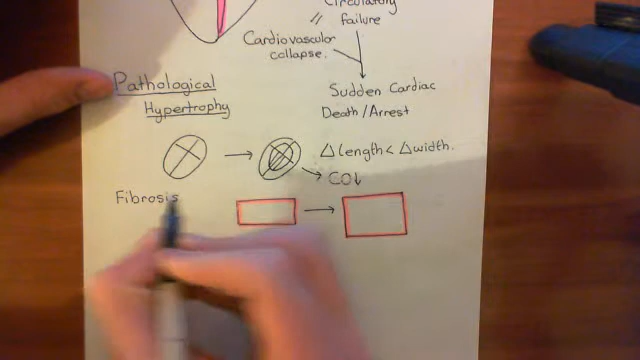 Circulatory
failure
//
Cardiovascular
collapse.
Sudden Cardiac
Death/Arrest
Pathological
Hypertrophy
Δ length < Δ width.
CO↓
Fibrosis